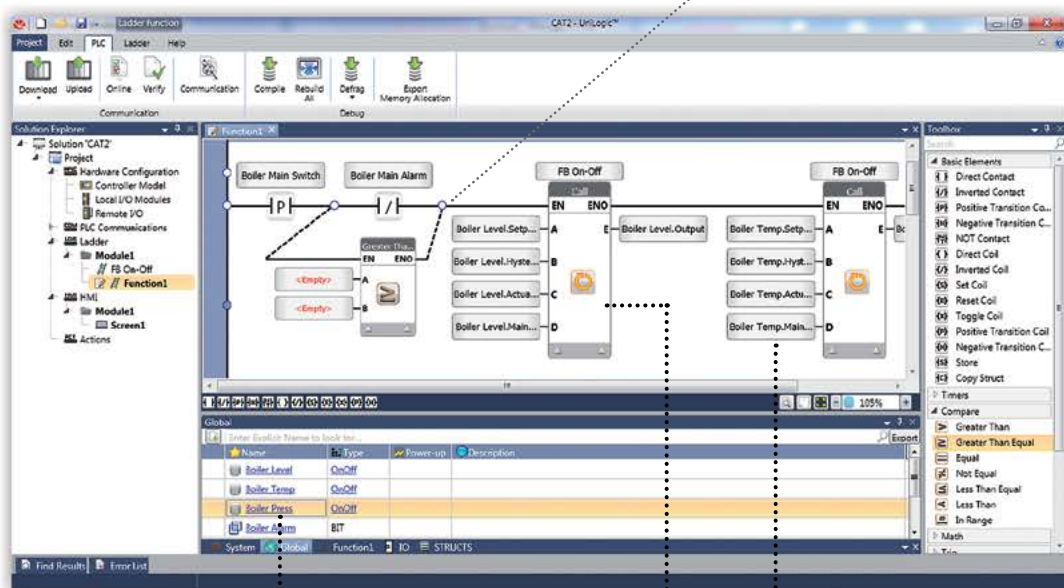 Ladder function
CAT2 - UniLogic™
Project Edit PLC Ladder Help
Download Upload Online Verify Communication Compile Rebuild All Defrag Export Memory Allocation
Communication Debug
Solution Explorer
Solution 'CAT2'
Project
Hardware Configuration
Controller Model
Local I/O Modules
Remote I/O
PLC Communications
Ladder
Module1
FB On-Off
Function1
HMI
Module1
Screen1
Actions
Function1
Boiler Main Switch
Boiler Main Alarm
P
/
Greater Tha...
EN ENO
<Empty> A
<Empty> B
≥
FB On-Off
Call
EN ENO
Boiler Level.Setp... A E Boiler Level.Output
Boiler Level.Hyste... B
Boiler Level.Actua... C
Boiler Level.Main... D
FB On-Off
Call
EN ENO
Boiler Temp.Setp... A E Bo
Boiler Temp.Hyst... B
Boiler Temp.Actu... C
Boiler Temp.Main... D
105%
Toolbox
Search
Basic Elements
Direct Contact
Inverted Contact
Positive Transition Co...
Negative Transition C...
NOT Contact
Direct Coil
Inverted Coil
Set Coil
Reset Coil
Toggle Coil
Positive Transition Coil
Negative Transition C...
Store
Copy Struct
Timers
Compare
Greater Than
Greater Than Equal
Equal
Not Equal
Less Than Equal
Less Than
In Range
Math
Global
Enter Explicit Name to look for...
Export
Name Type Power-up Description
Boiler Level OnOff
Boiler Temp OnOff
Boiler Press OnOff
Boiler Alarm BIT
System Global Function1 IO STRUCTS
Find Results Error List